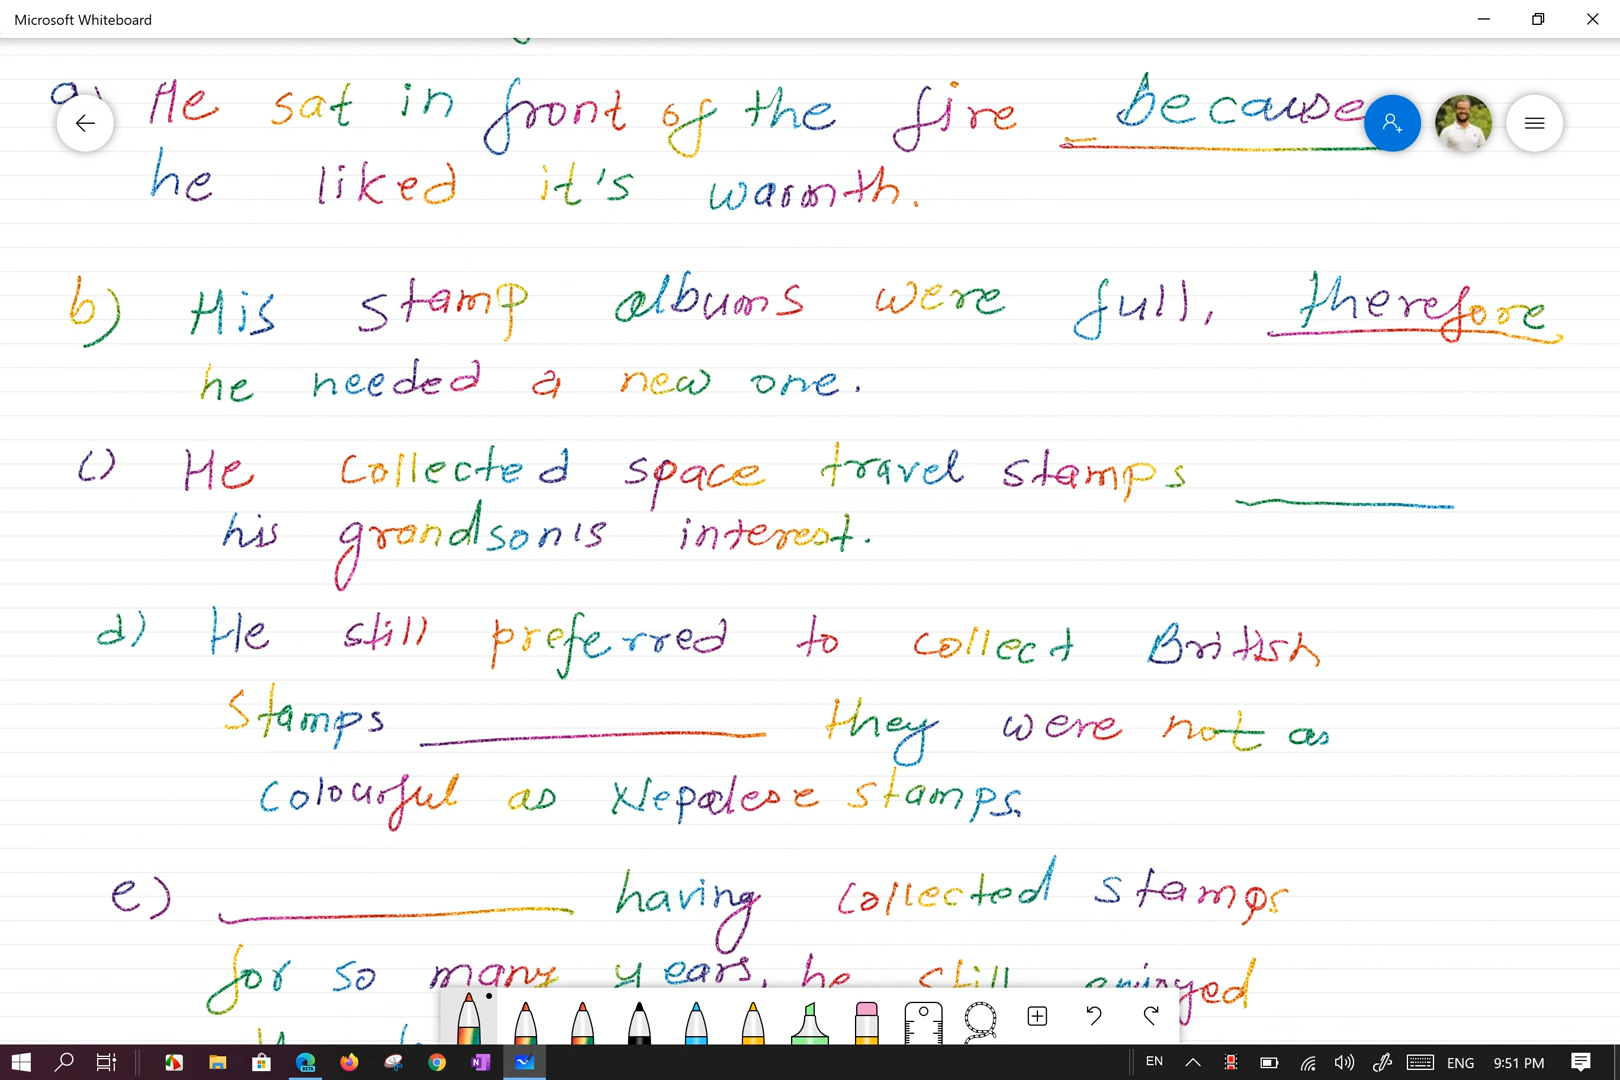 Microsoft Whiteboard
a) He sat in front of the fire because
he liked it's warmth.
b) His stamp albums were full, therefore
he needed a new one.
c) He collected space travel stamps
his grandson's interest.
d) He still preferred to collect British
stamps they were not as
colourful as Nepalese stamps.
e) having collected stamps
for so many years, he still enjoyed
EN ENG 9:51 PM